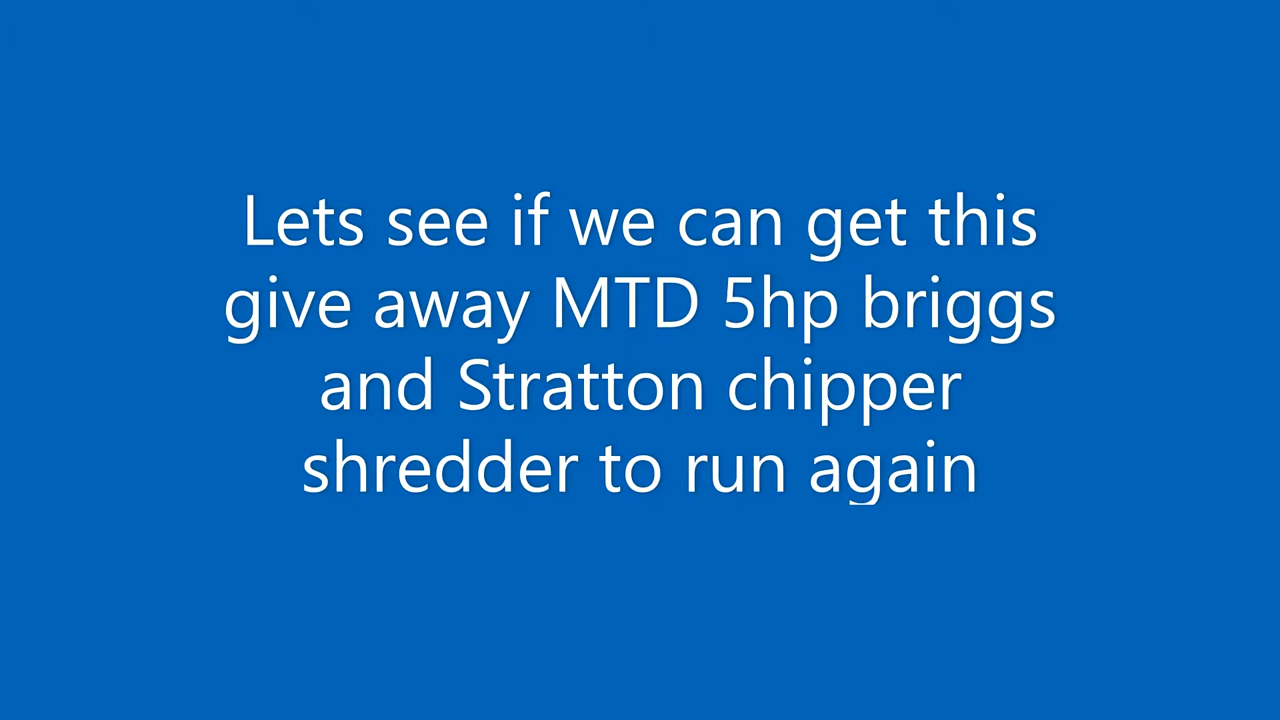 Lets see if we can get this
give away MTD 5hp briggs
and Stratton chipper
shredder to run again